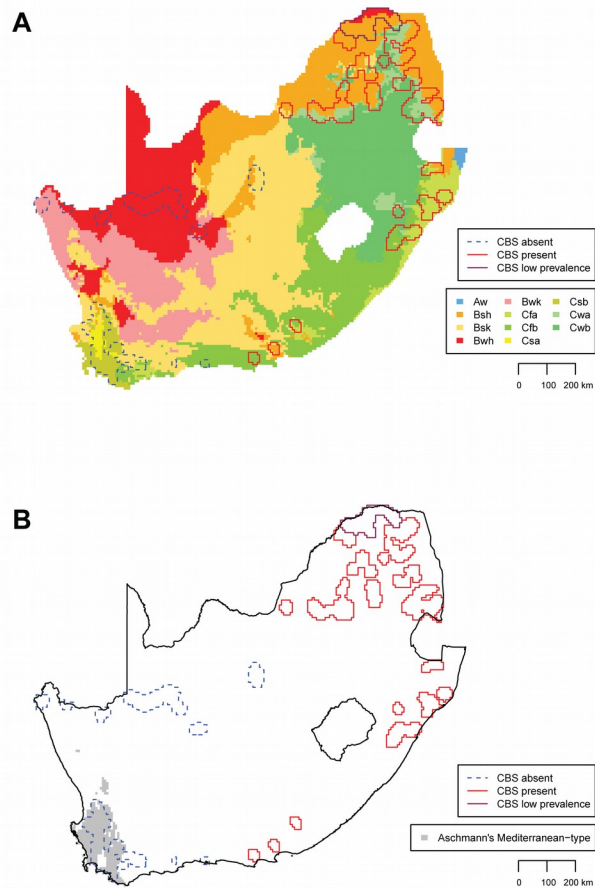 A
CBS absent
CBS present
CBS low prevalence
Aw Bwk Csb
Bsh Cfa Cwa
Bsk Cfb Cwb
Bwh Csa
0 100 200 km
B
CBS absent
CBS present
CBS low prevalence
Aschmann's Mediterranean−type
0 100 200 km